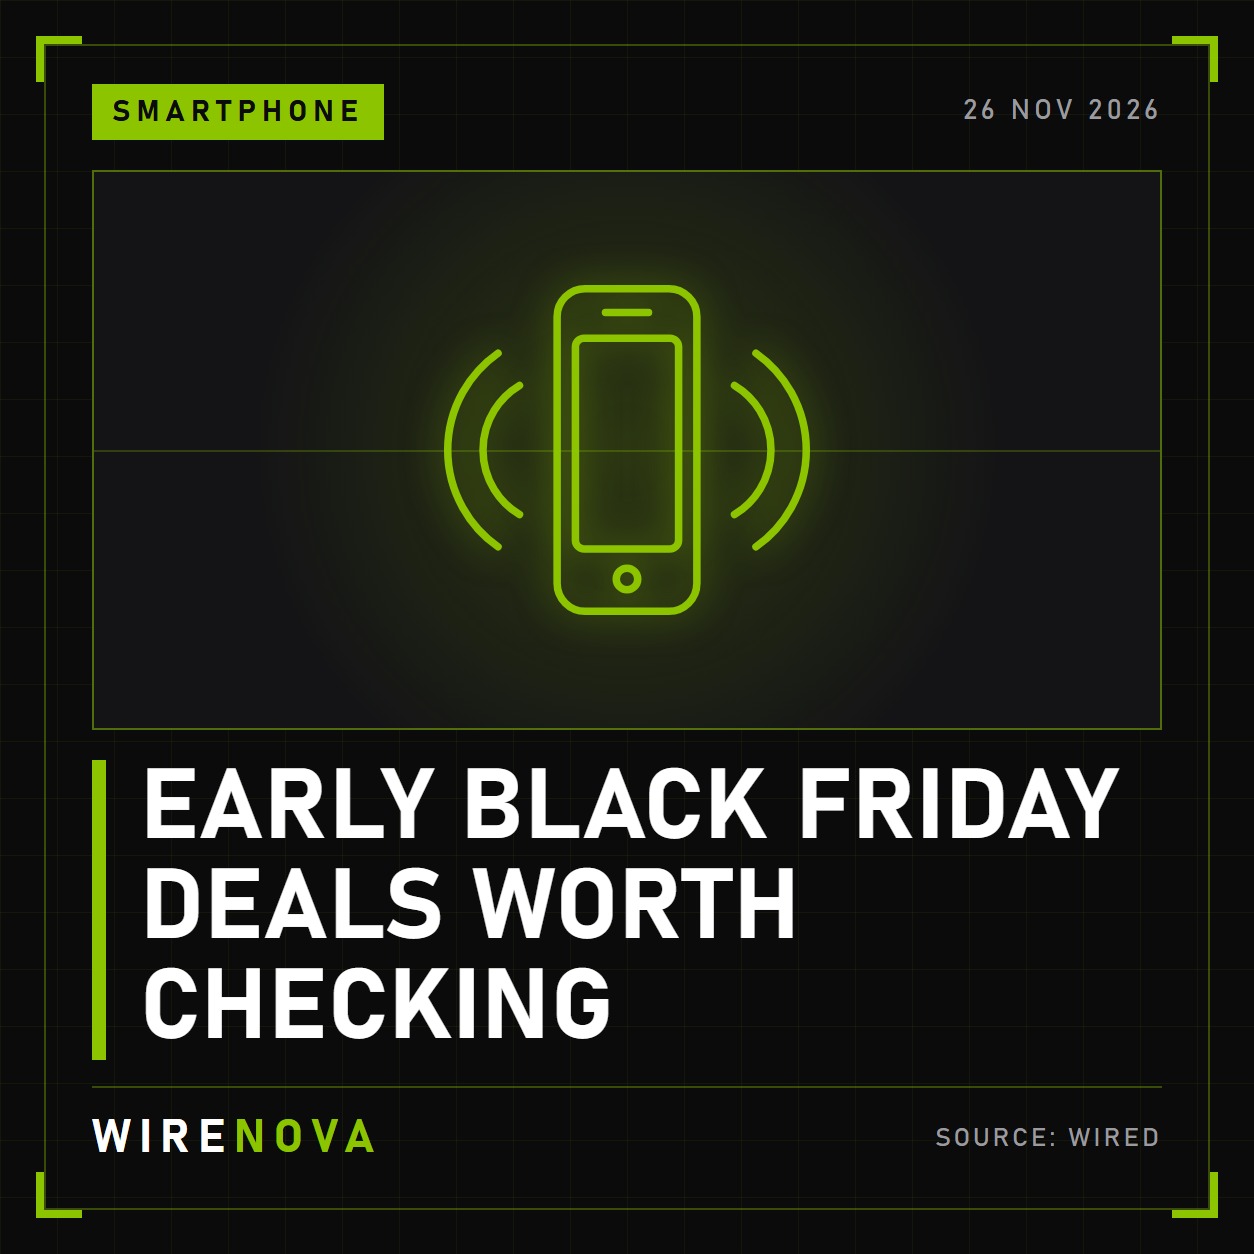 SMARTPHONE
26 NOV 2026
EARLY BLACK FRIDAY
DEALS WORTH
CHECKING
WIRENOVA
SOURCE: WIRED